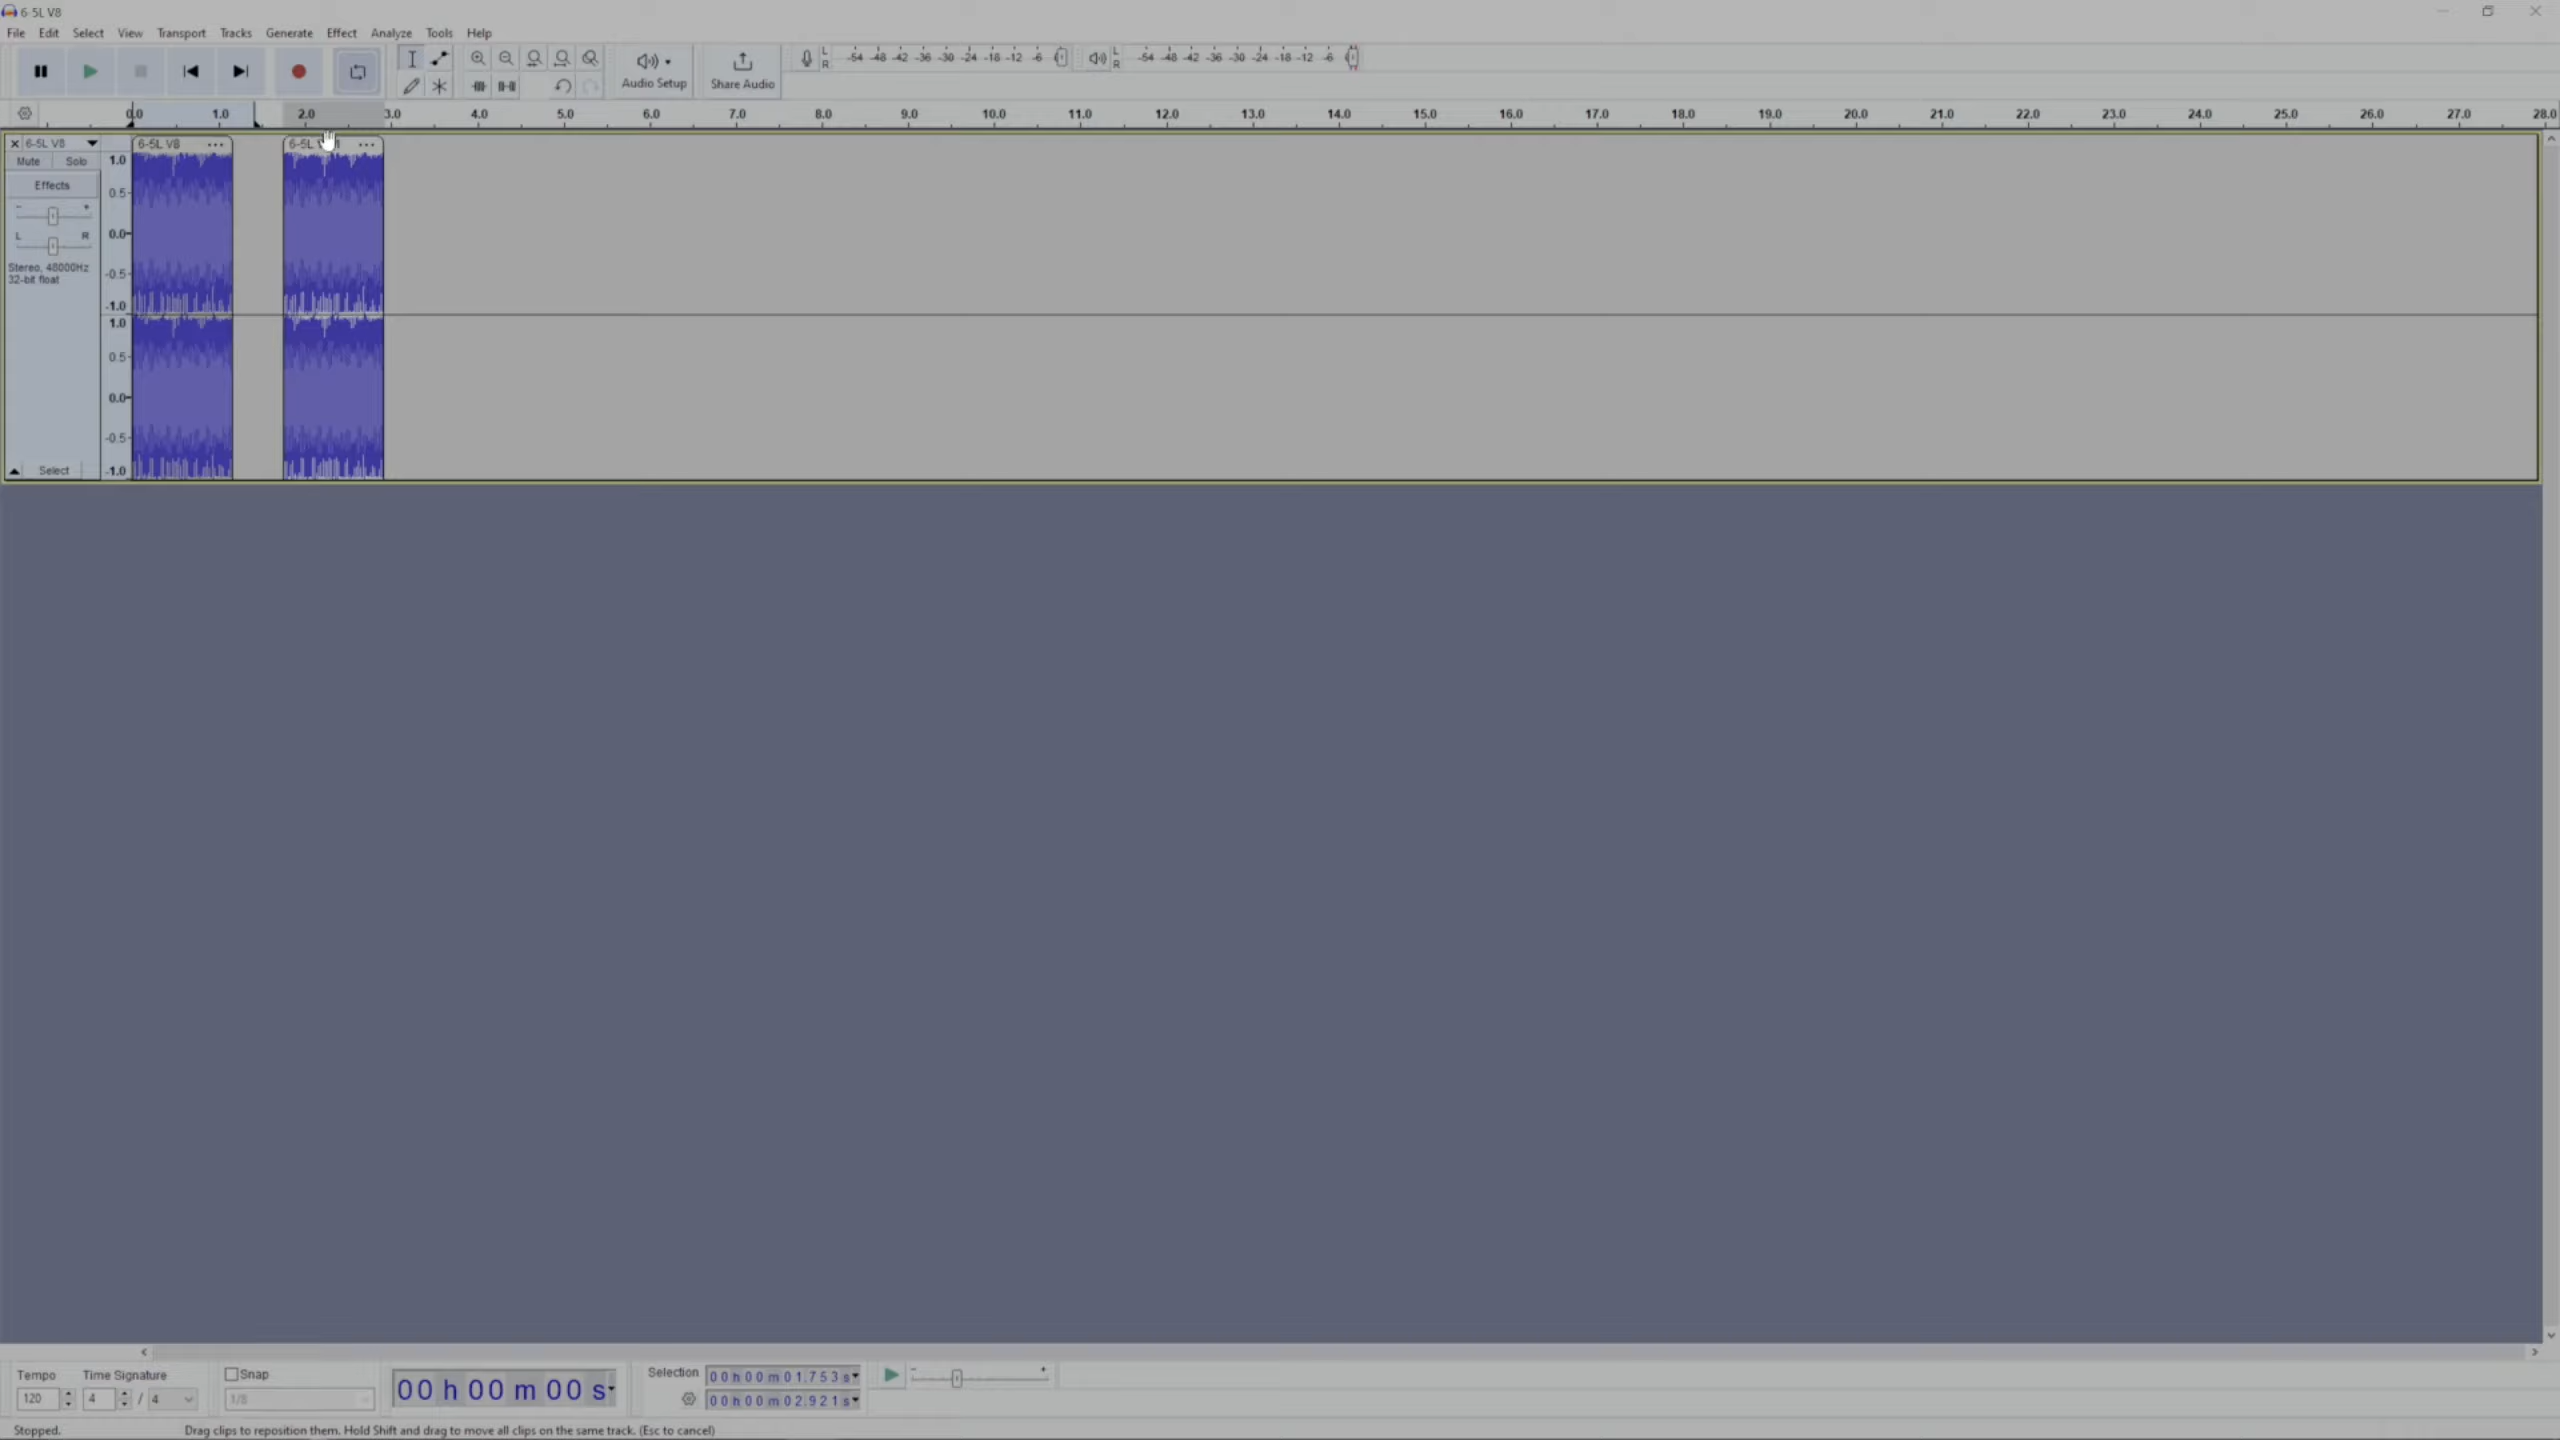 6-5L V8
File Edit Select View Transport Tracks Generate Effect Analyze Tools Help
Audio Setup
Share Audio
L R -54 -48 -42 -36 -30 -24 -18 -12 -6
L R -54 -48 -42 -36 -30 -24 -18 -12 -6
0.0 1.0 2.0 3.0 4.0 5.0 6.0 7.0 8.0 9.0 10.0 11.0 12.0 13.0 14.0 15.0 16.0 17.0 18.0 19.0 20.0 21.0 22.0 23.0 24.0 25.0 26.0 27.0 28.0
6-5L V8
6-5L V8 ...
6-5L ...
Mute Solo
Effects
- +
L R
Stereo, 48000Hz
32-bit float
Select
1.0
0.5
0.0
-0.5
-1.0
1.0
0.5
0.0
-0.5
-1.0
Tempo Time Signature
120 4 / 4
Snap
1/8
00 h 00 m 00 s
Selection
00 h 00 m 01.753 s
00 h 00 m 02.921 s
- +
Stopped. Drag clips to reposition them. Hold Shift and drag to move all clips on the same track. (Esc to cancel)